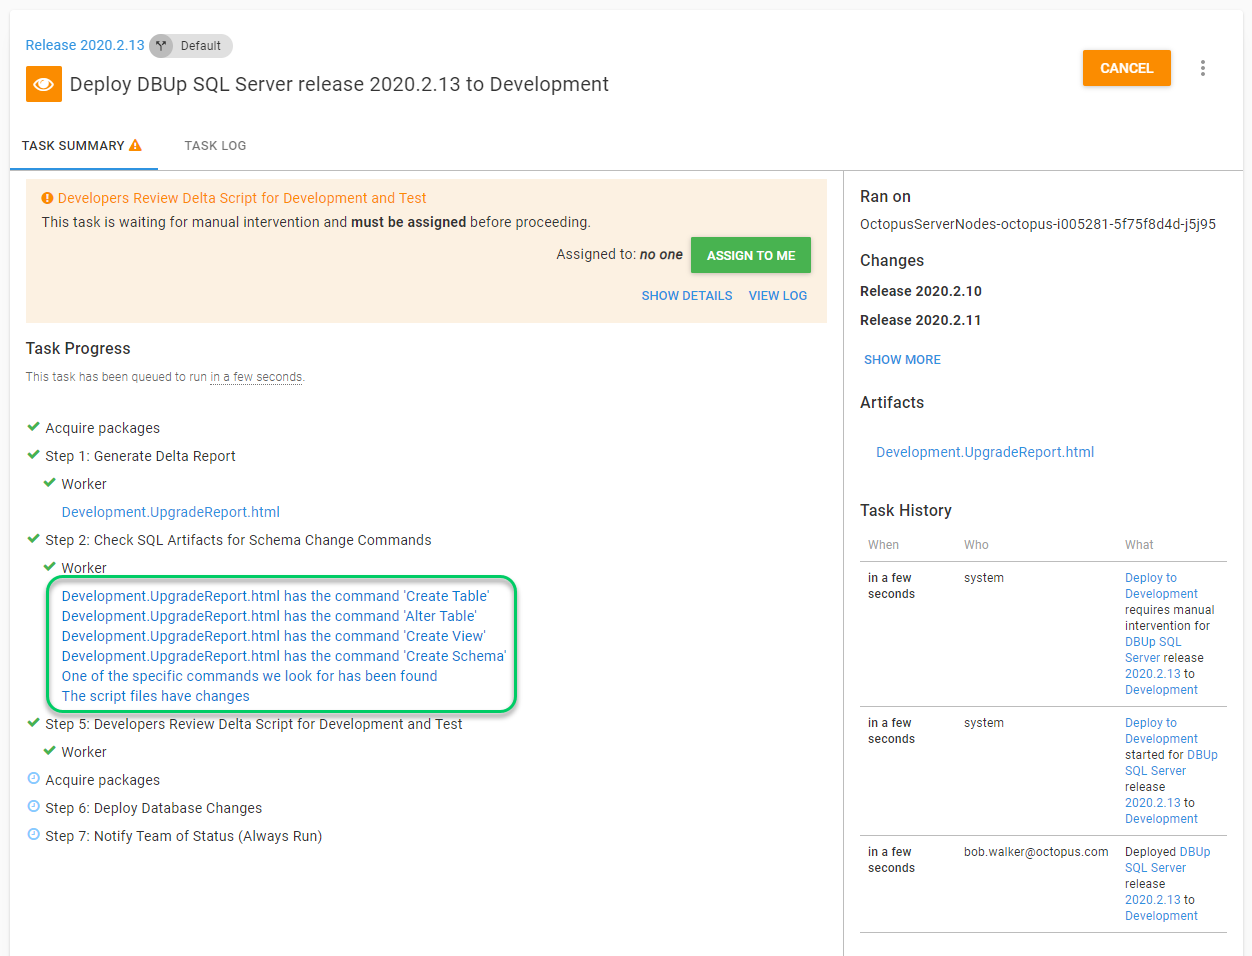 Release 2020.2.13 Default
Deploy DBUp SQL Server release 2020.2.13 to Development
CANCEL
TASK SUMMARY
TASK LOG
Developers Review Delta Script for Development and Test
This task is waiting for manual intervention and must be assigned before proceeding.
Assigned to: no one ASSIGN TO ME
SHOW DETAILS VIEW LOG
Task Progress
This task has been queued to run in a few seconds.
Acquire packages
Step 1: Generate Delta Report
Worker
Development.UpgradeReport.html
Step 2: Check SQL Artifacts for Schema Change Commands
Worker
Development.UpgradeReport.html has the command 'Create Table'
Development.UpgradeReport.html has the command 'Alter Table'
Development.UpgradeReport.html has the command 'Create View'
Development.UpgradeReport.html has the command 'Create Schema'
One of the specific commands we look for has been found
The script files have changes
Step 5: Developers Review Delta Script for Development and Test
Worker
Acquire packages
Step 6: Deploy Database Changes
Step 7: Notify Team of Status (Always Run)
Ran on
OctopusServerNodes-octopus-i005281-5f75f8d4d-j5j95
Changes
Release 2020.2.10
Release 2020.2.11
SHOW MORE
Artifacts
Development.UpgradeReport.html
Task History
When Who What
in a few
seconds
system
Deploy to
Development
requires manual
intervention for
DBUp SQL
Server release
2020.2.13 to
Development
in a few
seconds
system
Deploy to
Development
started for DBUp
SQL Server
release
2020.2.13 to
Development
in a few
seconds
bob.walker@octopus.com
Deployed DBUp
SQL Server
release
2020.2.13 to
Development